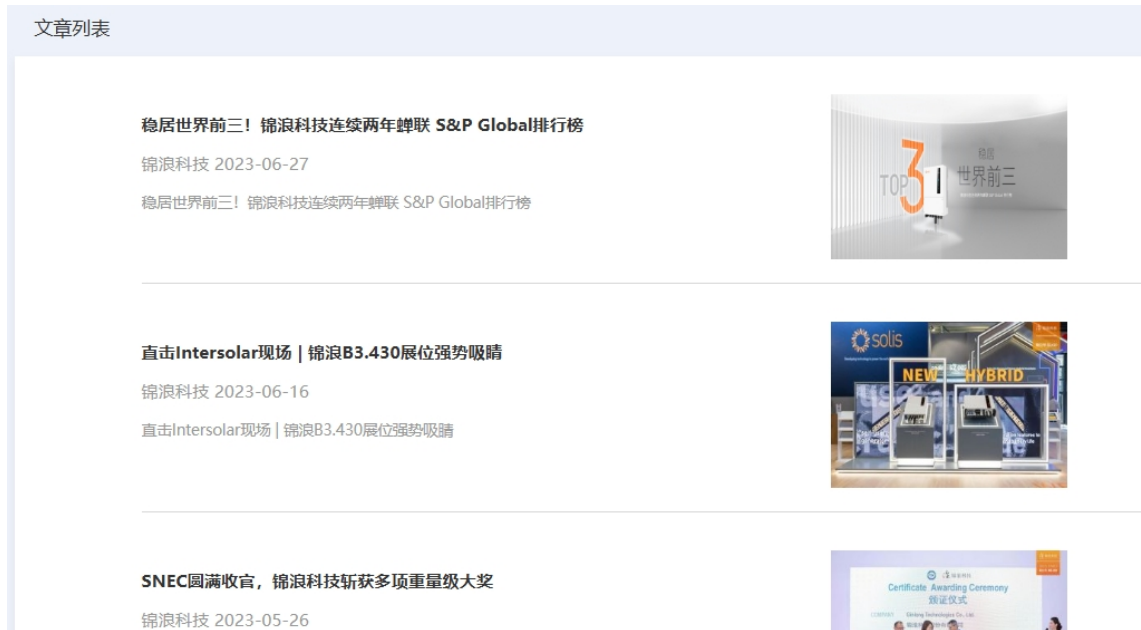 文章列表
稳居世界前三！锦浪科技连续两年蝉联 S&P Global排行榜
锦浪科技 2023-06-27
稳居世界前三！锦浪科技连续两年蝉联 S&P Global排行榜
TOP 3
稳居
世界前三
直击Intersolar现场 | 锦浪B3.430展位强势吸睛
锦浪科技 2023-06-16
直击Intersolar现场 | 锦浪B3.430展位强势吸睛
solis
NEW HYBRID
SNEC圆满收官，锦浪科技斩获多项重量级大奖
锦浪科技 2023-05-26
Certificate Awarding Ceremony
颁证仪式